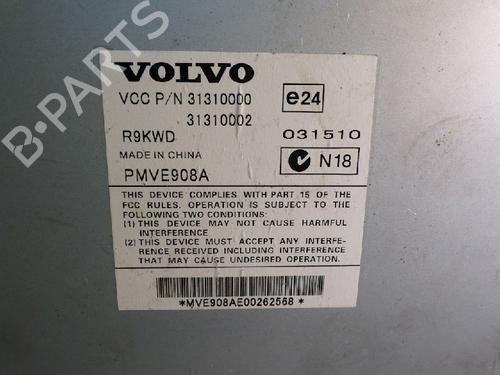 VOLVO
VCC P/N 31310000
31310002
e24
R9KWD
031510
MADE IN CHINA
N18
PMVE908A
THIS DEVICE COMPLIES WITH PART 15 OF THE
FCC RULES. OPERATION IS SUBJECT TO THE
FOLLOWING TWO CONDITIONS:
(1) THIS DEVICE MAY NOT CAUSE HARMFUL
INTERFERENCE
(2) THIS DEVICE MUST ACCEPT ANY INTERFE-
RENCE RECEIVED INCLUDING INTERFERENCE
THAT MAY CAUSE UNDESIRED OPERATION.
*MVE908AE00262568*
B-PARTS
B-PARTS
B-PARTS